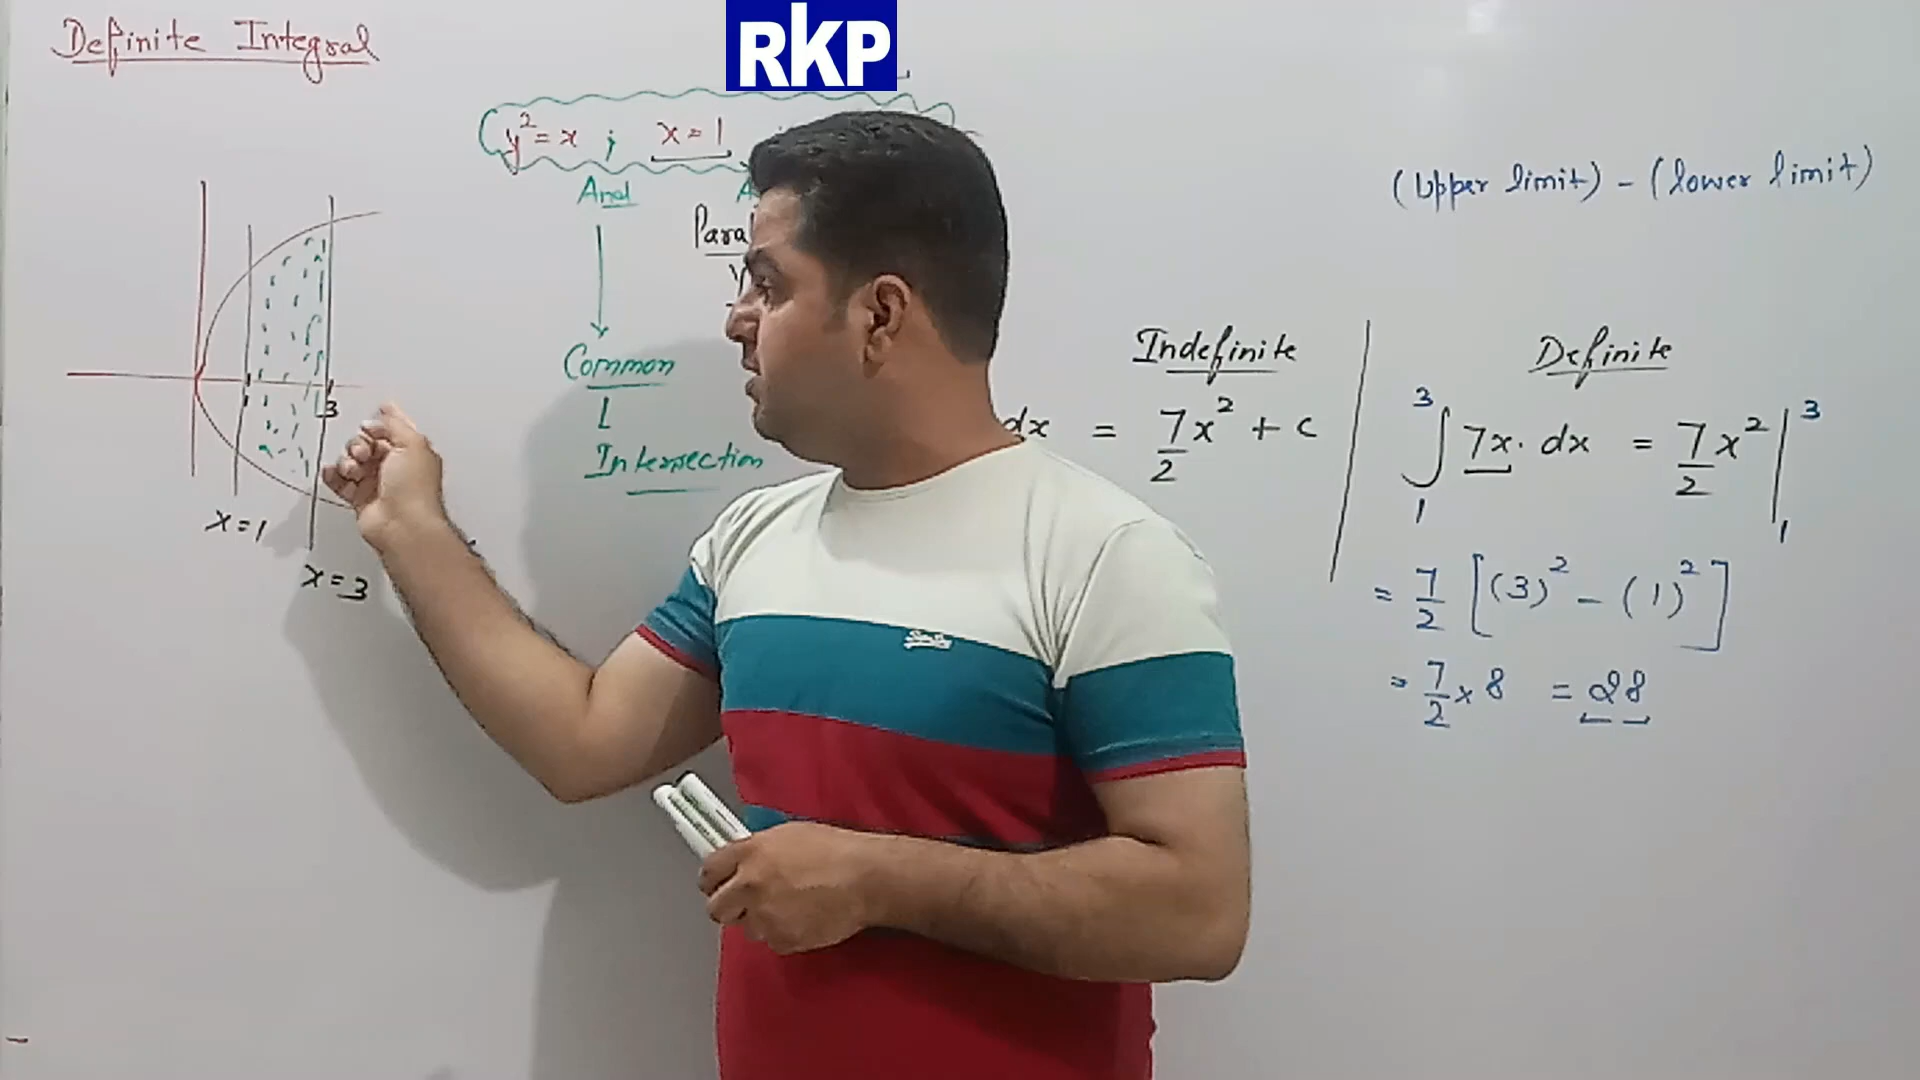 Definite Integral
RKP
y² = x ; x = 1
And
Common
Intersection
3
x = 1
x = 3
(Upper limit) - (lower limit)
Indefinite
dx = 7/2 x² + c
Definite
∫₁³ 7x. dx = 7/2 x² |₁³
= 7/2 [(3)² - (1)²]
= 7/2 x 8 = 28